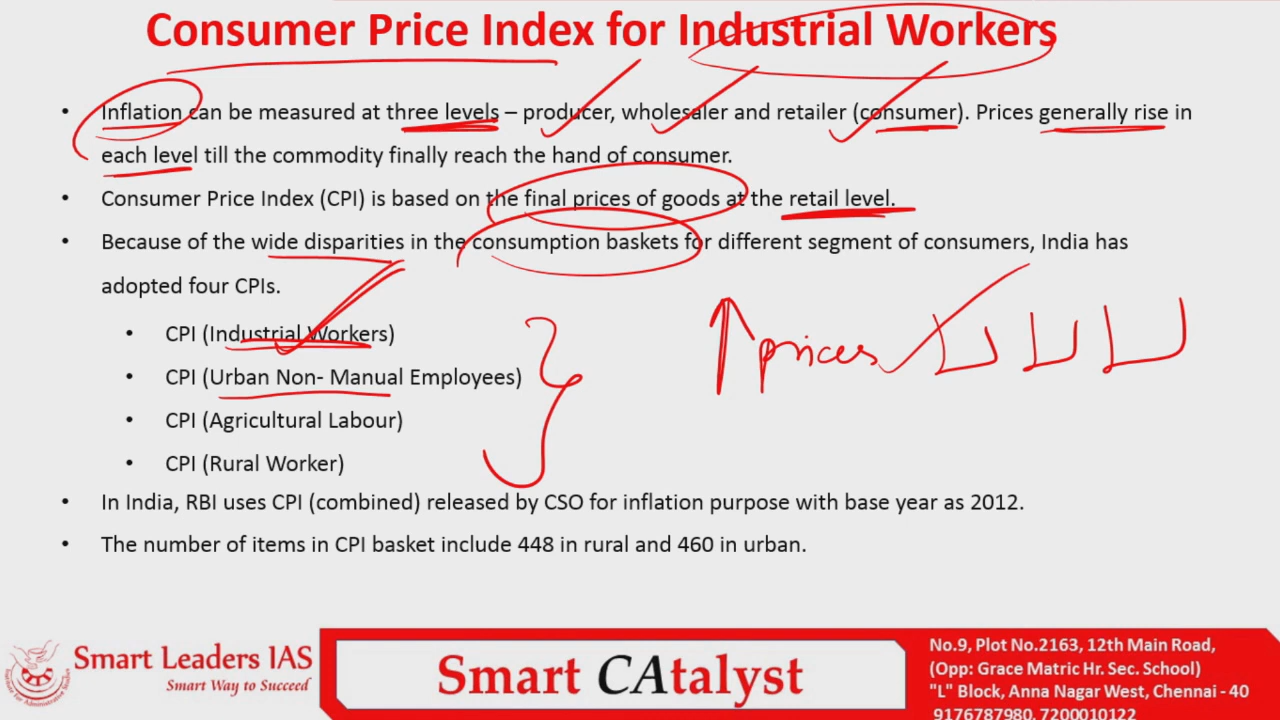 Consumer Price Index for Industrial Workers
• Inflation can be measured at three levels – producer, wholesaler and retailer (consumer). Prices generally rise in
each level till the commodity finally reach the hand of consumer.
• Consumer Price Index (CPI) is based on the final prices of goods at the retail level.
• Because of the wide disparities in the consumption baskets for different segment of consumers, India has
adopted four CPIs.
• CPI (Industrial Workers)
• CPI (Urban Non- Manual Employees)
• CPI (Agricultural Labour)
• CPI (Rural Worker)
prices
• In India, RBI uses CPI (combined) released by CSO for inflation purpose with base year as 2012.
• The number of items in CPI basket include 448 in rural and 460 in urban.
Smart Leaders IAS
Smart Way to Succeed
Smart CAtalyst
No.9, Plot No.2163, 12th Main Road,
(Opp: Grace Matric Hr. Sec. School)
"L" Block, Anna Nagar West, Chennai - 40
9176787980, 7200010122